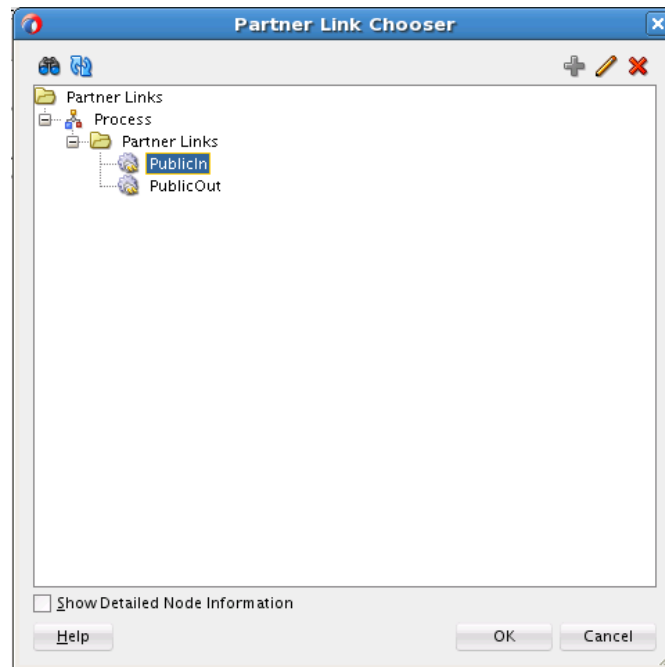 Partner Link Chooser
Partner Links
Process
Partner Links
PublicIn
PublicOut
Show Detailed Node Information
Help
OK
Cancel